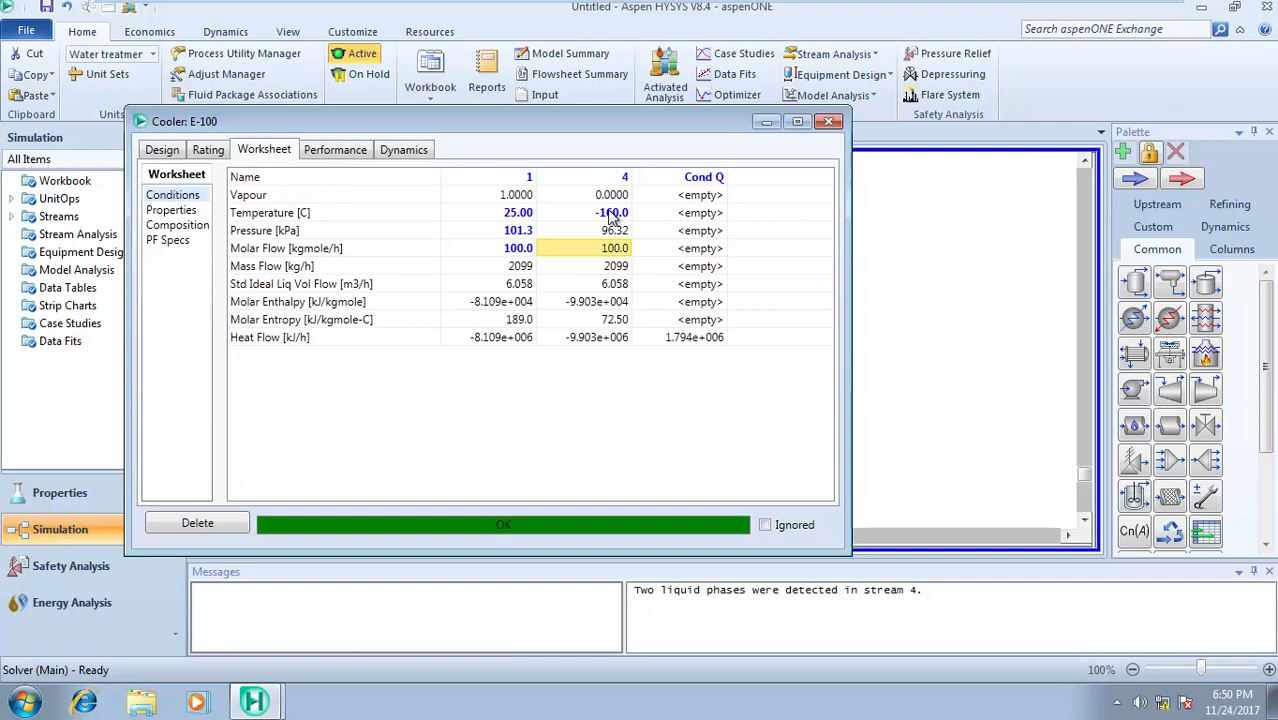 Untitled - Aspen HYSYS V8.4 - aspenONE
File
Home
Economics
Dynamics
View
Customize
Resources
Search aspenONE Exchange
Cut
Copy
Paste
Clipboard
Water treatmer
Unit Sets
Units
Process Utility Manager
Adjust Manager
Fluid Package Associations
Active
On Hold
Workbook
Reports
Model Summary
Flowsheet Summary
Input
Activated
Analysis
Case Studies
Data Fits
Optimizer
Stream Analysis
Equipment Design
Model Analysis
Pressure Relief
Depressuring
Flare System
Safety Analysis
Simulation
All Items
Workbook
UnitOps
Streams
Stream Analysis
Equipment Desig
Model Analysis
Data Tables
Strip Charts
Case Studies
Data Fits
Properties
Simulation
Safety Analysis
Energy Analysis
Cooler: E-100
Design
Rating
Worksheet
Performance
Dynamics
Worksheet
Conditions
Properties
Composition
PF Specs
Name 1 4 Cond Q
Vapour 1.0000 0.0000 <empty>
Temperature [C] 25.00 <empty>
Pressure [kPa] 101.3 96.32 <empty>
Molar Flow [kgmole/h] 100.0 100.0 <empty>
Mass Flow [kg/h] 2099 2099 <empty>
Std Ideal Liq Vol Flow [m3/h] 6.058 6.058 <empty>
Molar Enthalpy [kJ/kgmole] -8.109e+004 -9.903e+004 <empty>
Molar Entropy [kJ/kgmole-C] 189.0 72.50 <empty>
Heat Flow [kJ/h] -8.109e+006 -9.903e+006 1.794e+006
Delete
OK
Ignored
Palette
Upstream
Refining
Custom
Dynamics
Common
Columns
Cn(A)
Messages
Two liquid phases were detected in stream 4.
Solver (Main) - Ready
100%
6:50 PM
11/24/2017